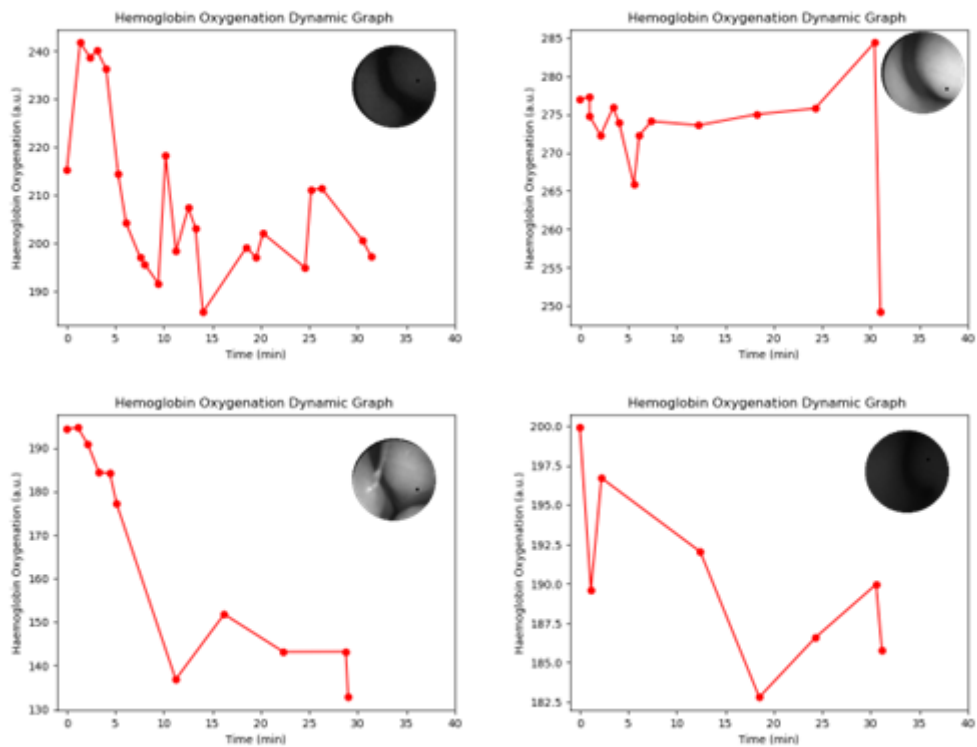 Hemoglobin Oxygenation Dynamic Graph
Haemoglobin Oxygenation (a.u.)
240
230
220
210
200
190
0 5 10 15 20 25 30 35 40
Time (min)
Hemoglobin Oxygenation Dynamic Graph
Haemoglobin Oxygenation (a.u.)
285
280
275
270
265
260
255
250
0 5 10 15 20 25 30 35 40
Time (min)
Hemoglobin Oxygenation Dynamic Graph
Haemoglobin Oxygenation (a.u.)
190
180
170
160
150
140
130
0 5 10 15 20 25 30 35 40
Time (min)
Hemoglobin Oxygenation Dynamic Graph
Haemoglobin Oxygenation (a.u.)
200.0
197.5
195.0
192.5
190.0
187.5
185.0
182.5
0 5 10 15 20 25 30 35 40
Time (min)